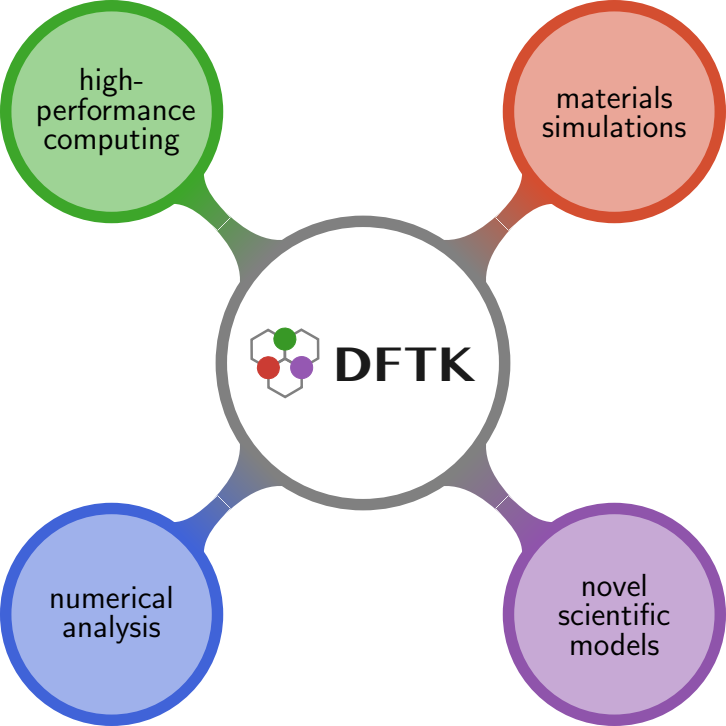 high-
performance
computing
materials
simulations
DFTK
numerical
analysis
novel
scientific
models